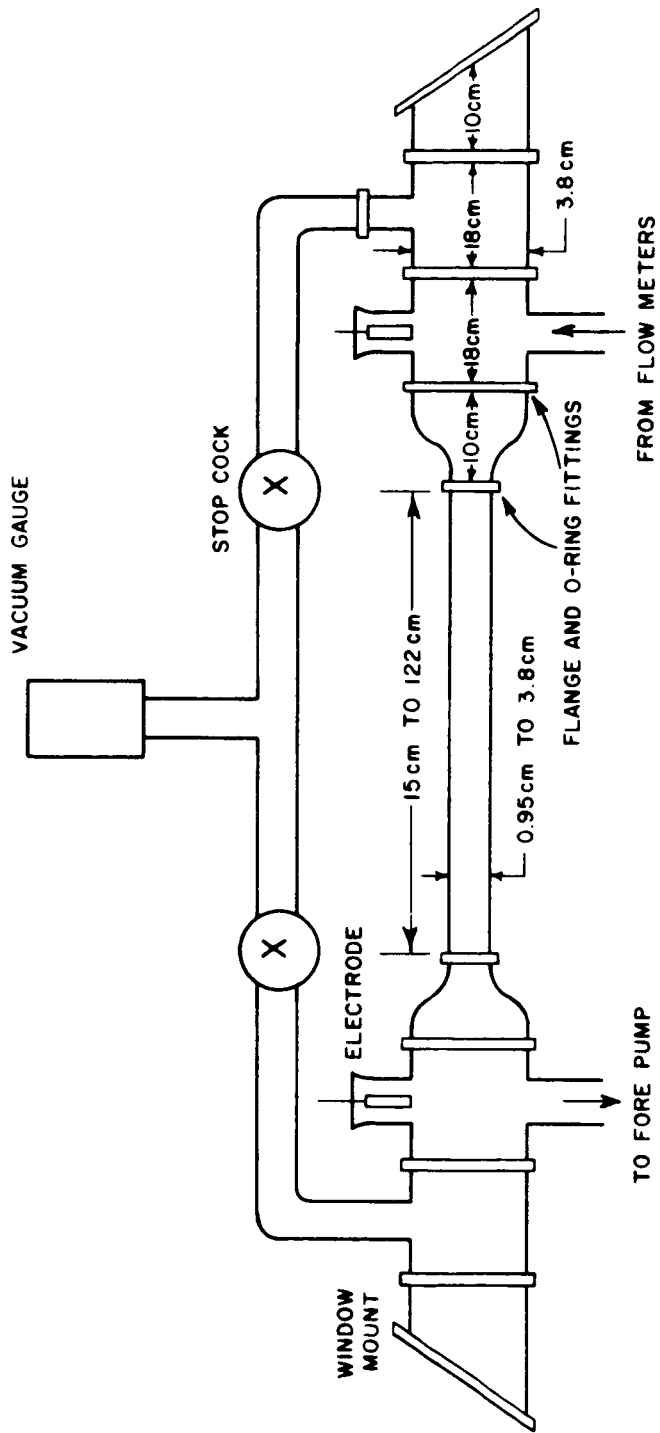 VACUUM GAUGE
STOP COCK
X
X
ELECTRODE
WINDOW
MOUNT
15cm TO 122cm
0.95cm TO 3.8cm
10cm
18cm
18cm
10cm
3.8cm
FLANGE AND O-RING FITTINGS
TO FORE PUMP
FROM FLOW METERS